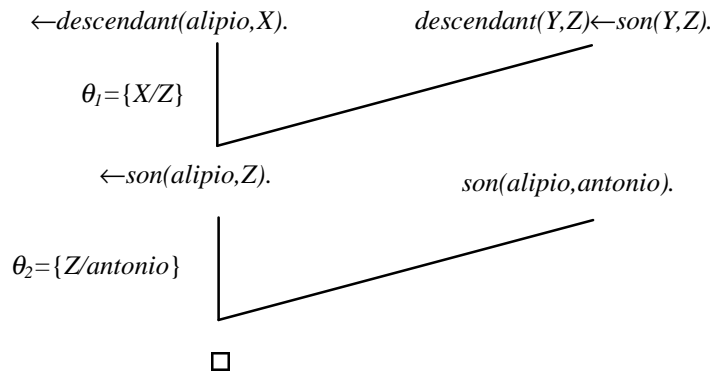 ←descendant(alipio,X). descendant(Y,Z)←son(Y,Z).
θ1={X/Z}
←son(alipio,Z). son(alipio,antonio).
θ2={Z/antonio}